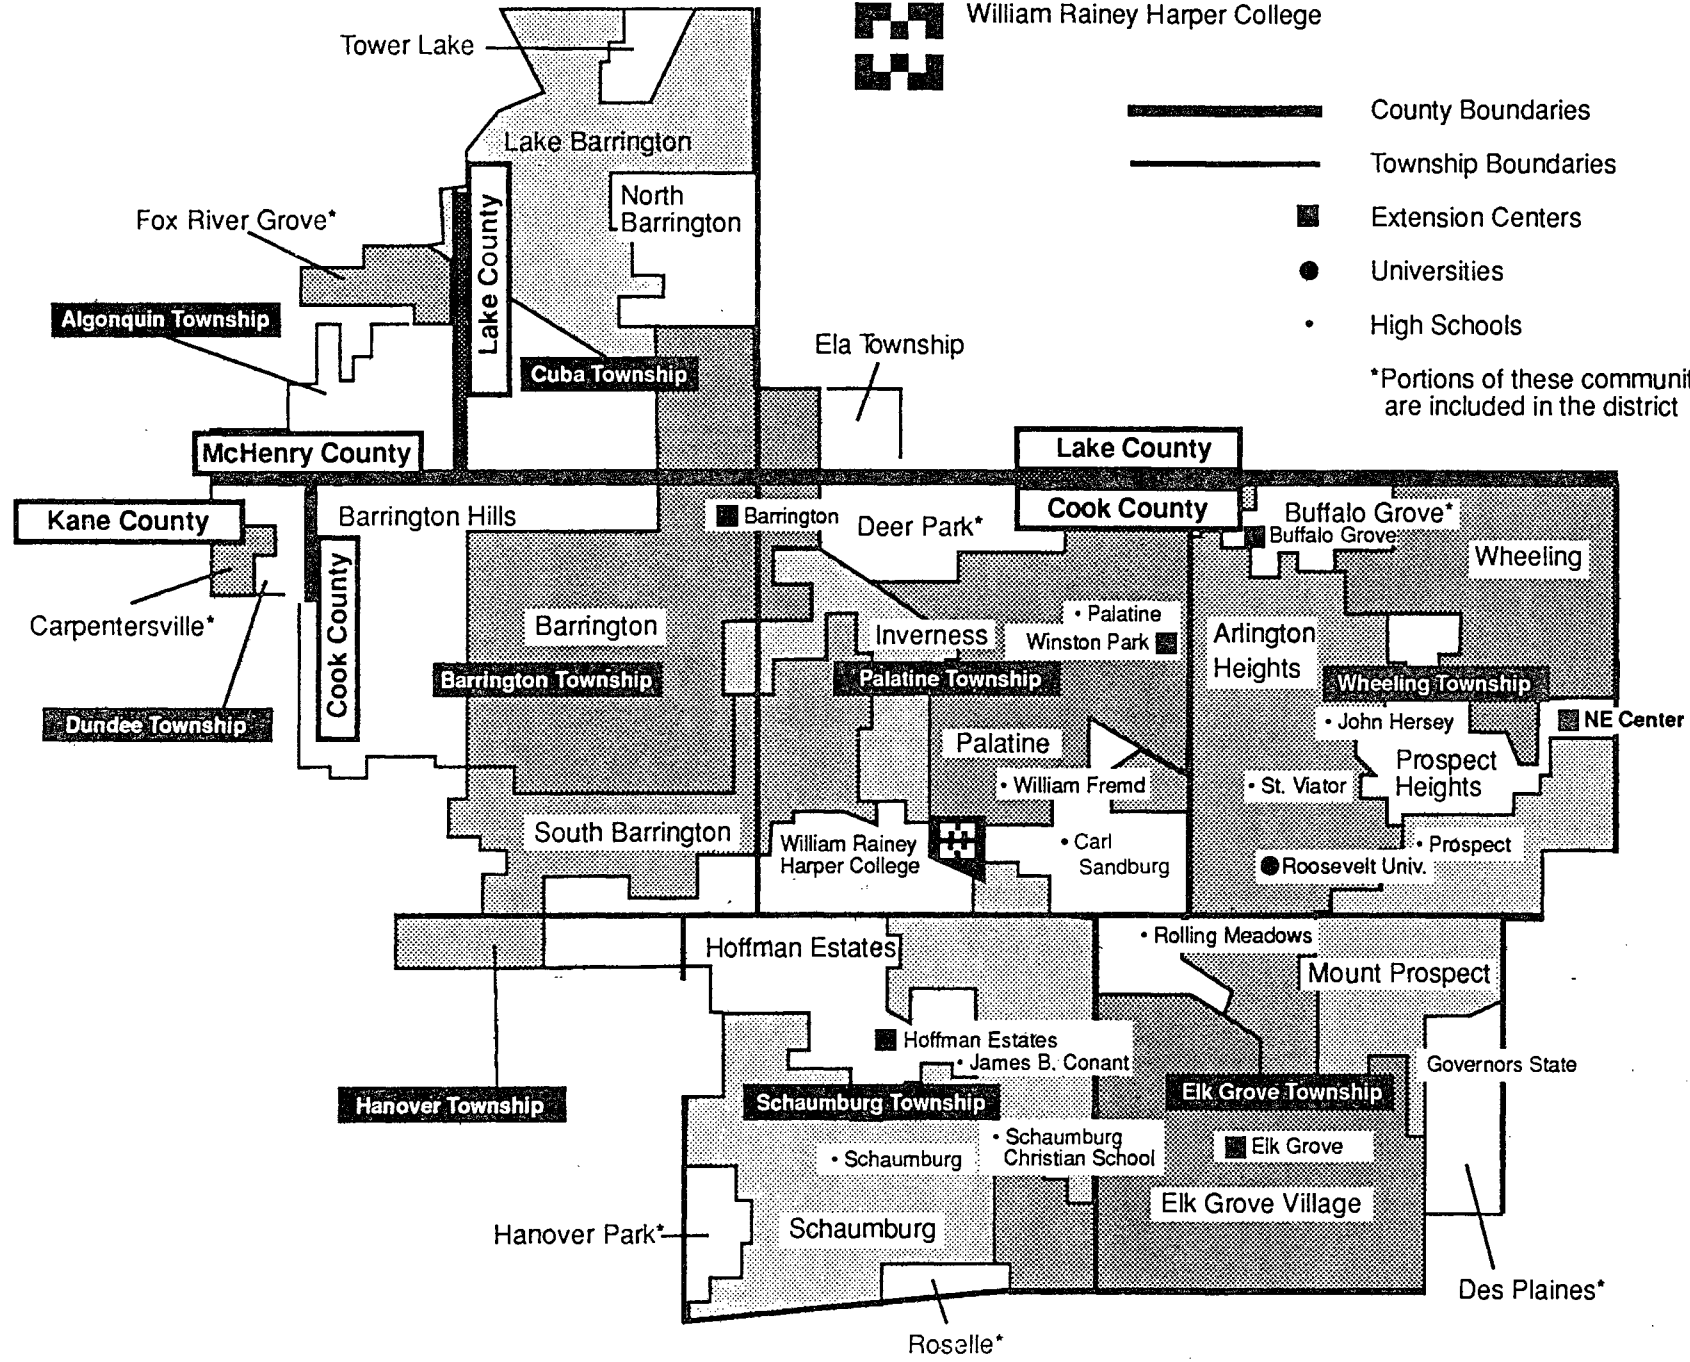 William Rainey Harper College
Tower Lake
County Boundaries
Lake Barrington
Township Boundaries
North
Barrington
Lake County
Fox River Grove*
Extension Centers
Universities
Algonquin Township
High Schools
Ela Township
Cuba Township
*Portions of these communit
are included in the district
McHenry County
Lake County
Kane County
Barrington Hills
Barrington
Deer Park*
Cook County
Buffalo Grove*
Buffalo Grove
Wheeling
Cook County
Carpentersville*
Barrington
Inverness
• Palatine
Winston Park
Arlington
Heights
Barrington Township
Palatine Township
Wheeling Township
Dundee Township
• John Hersey
NE Center
Palatine
Prospect
Heights
• William Fremd
• St. Viator
South Barrington
William Rainey
Harper College
• Carl
Sandburg
• Prospect
Roosevelt Univ.
Hoffman Estates
• Rolling Meadows
Mount Prospect
Hoffman Estates
• James B. Conant
Governors State
Hanover Township
Schaumburg Township
Elk Grove Township
• Schaumburg
Christian School
• Schaumburg
Elk Grove
Elk Grove Village
Hanover Park*
Schaumburg
Des Plaines*
Roselle*